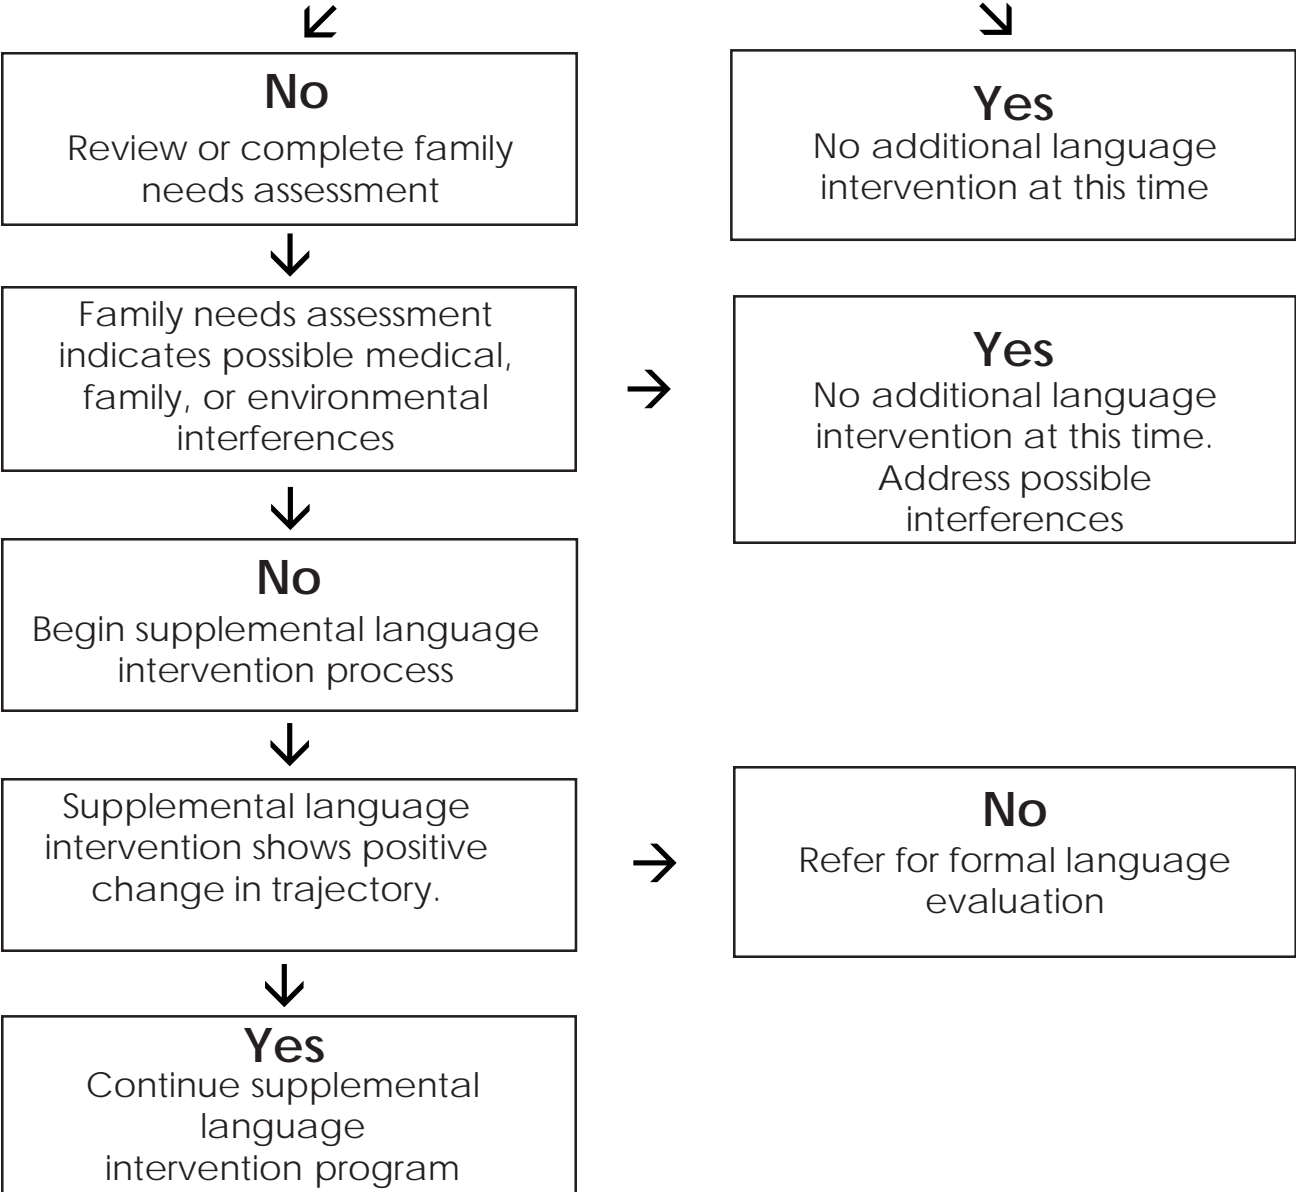 No
Review or complete family
needs assessment
Yes
No additional language
intervention at this time
Family needs assessment
indicates possible medical,
family, or environmental
interferences
Yes
No additional language
intervention at this time.
Address possible
interferences
No
Begin supplemental language
intervention process
Supplemental language
intervention shows positive
change in trajectory.
No
Refer for formal language
evaluation
Yes
Continue supplemental
language
intervention program